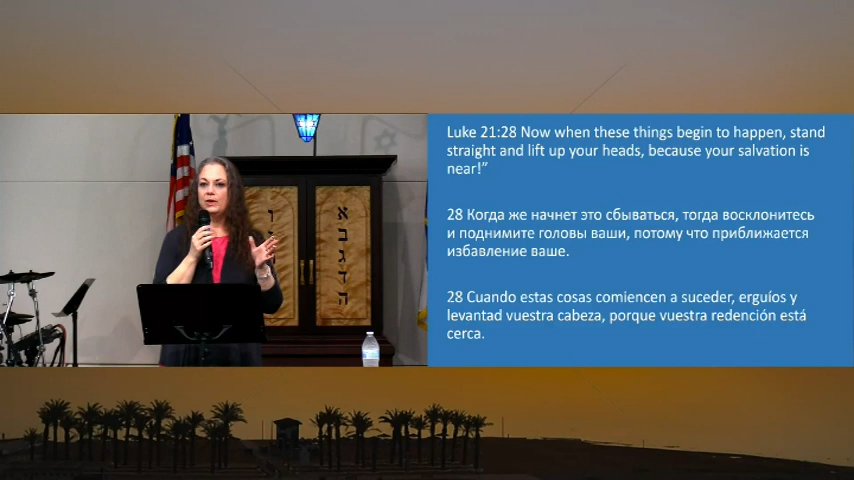 Luke 21:28 Now when these things begin to happen, stand
straight and lift up your heads, because your salvation is
near!”
28 Когда же начнет это сбываться, тогда восклонитесь
и поднимите головы ваши, потому что приближается
избавление ваше.
28 Cuando estas cosas comiencen a suceder, erguíos y
levantad vuestra cabeza, porque vuestra redención está
cerca.
א
ב
ג
ד
ה
ו